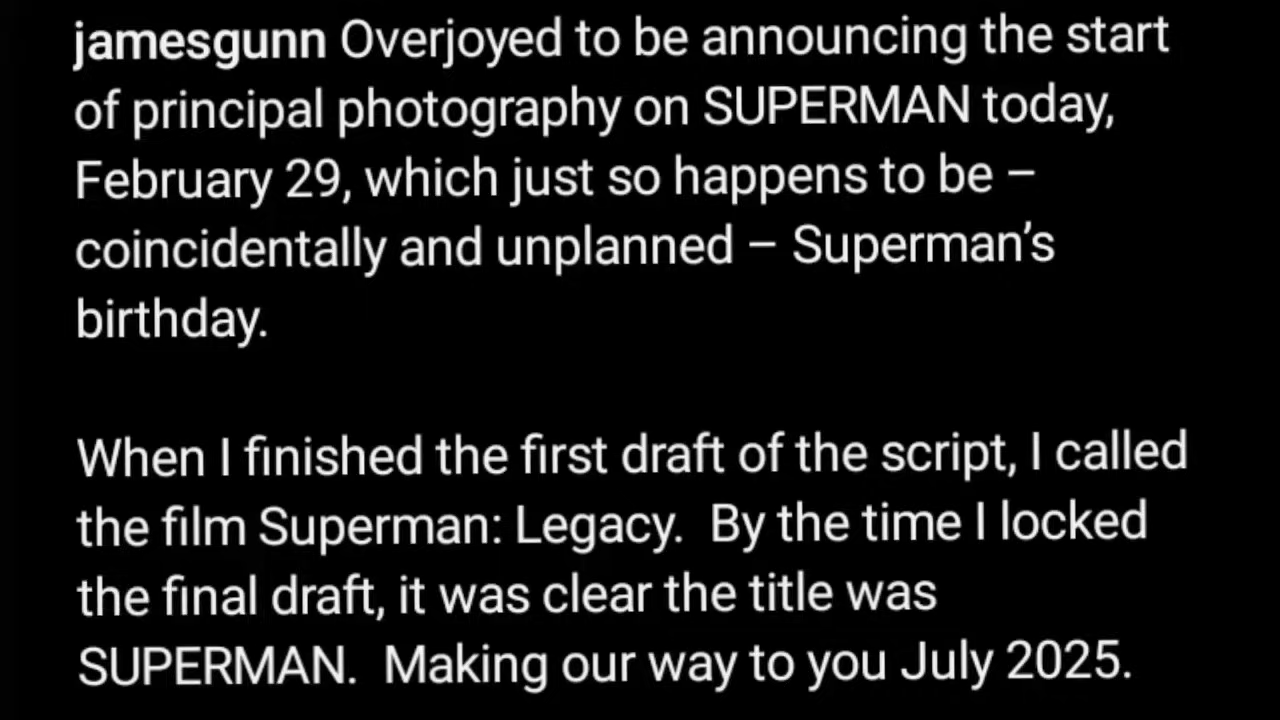 jamesgunn Overjoyed to be announcing the start
of principal photography on SUPERMAN today,
February 29, which just so happens to be –
coincidentally and unplanned – Superman’s
birthday.
When I finished the first draft of the script, I called
the film Superman: Legacy.  By the time I locked
the final draft, it was clear the title was
SUPERMAN.  Making our way to you July 2025.